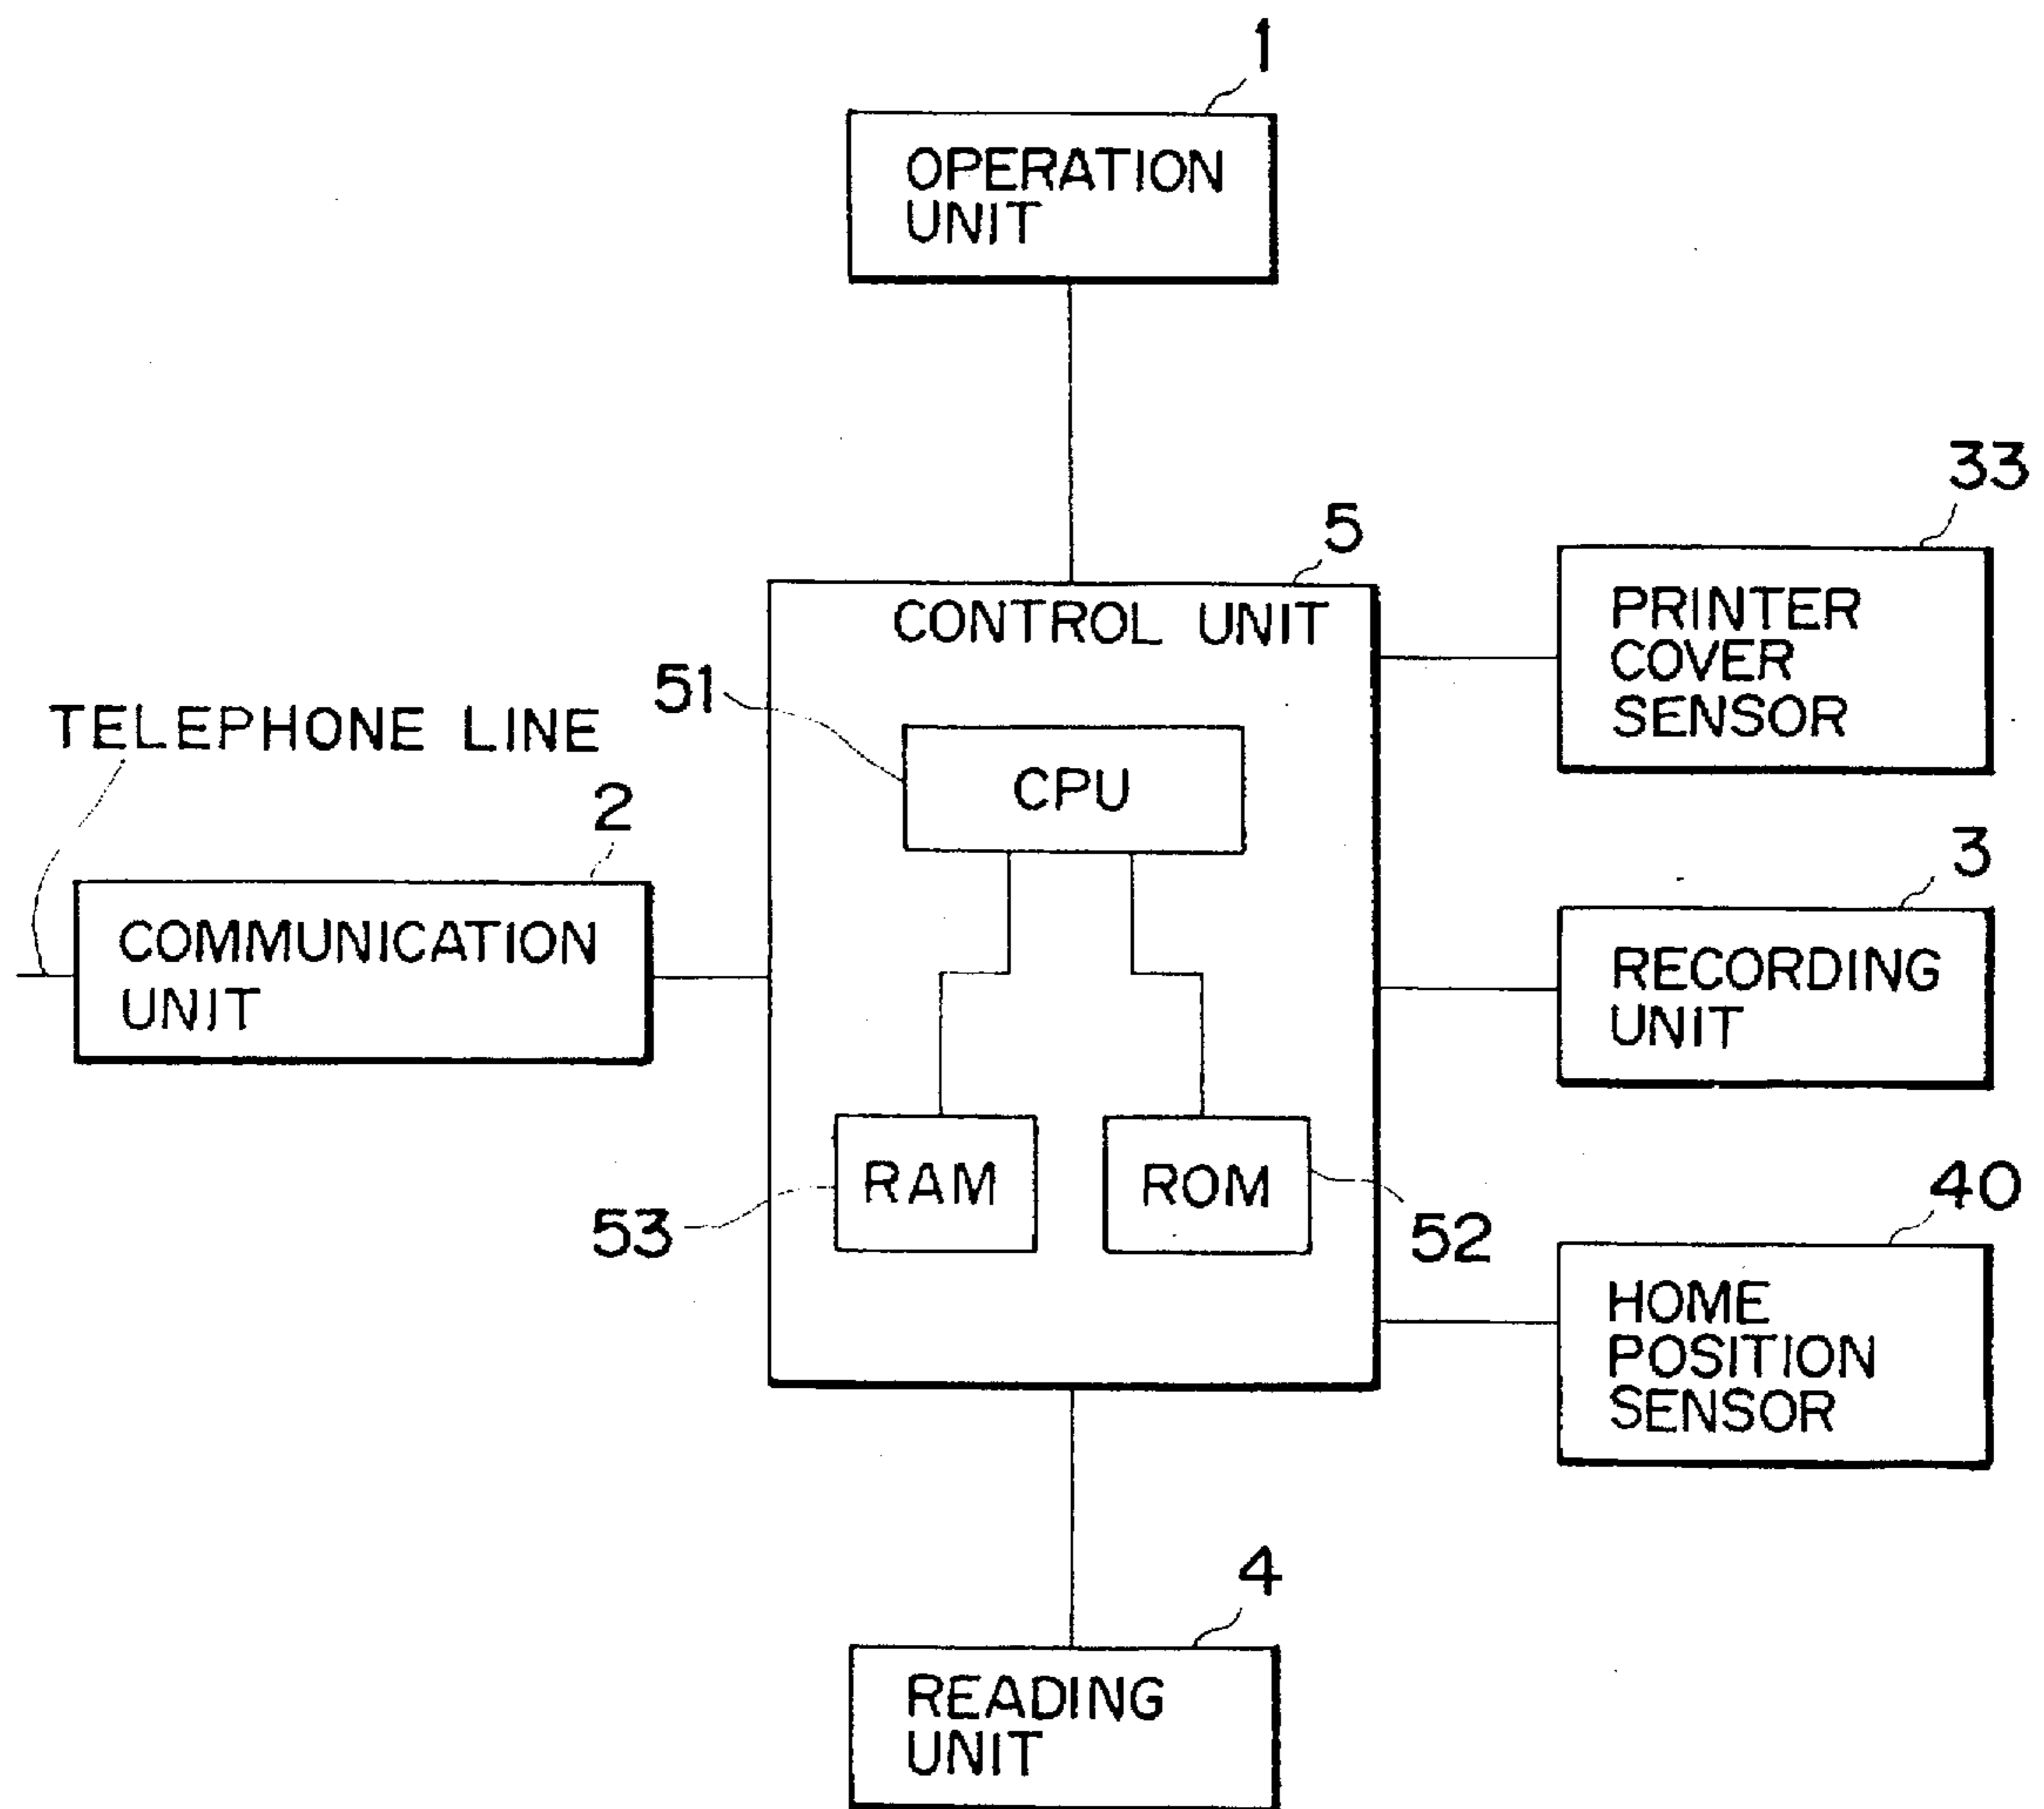 1
OPERATION
UNIT
33
PRINTER
COVER
SENSOR
5
CONTROL UNIT
51
CPU
TELEPHONE LINE
2
COMMUNICATION
UNIT
3
RECORDING
UNIT
RAM
53
ROM
52
40
HOME
POSITION
SENSOR
4
READING
UNIT